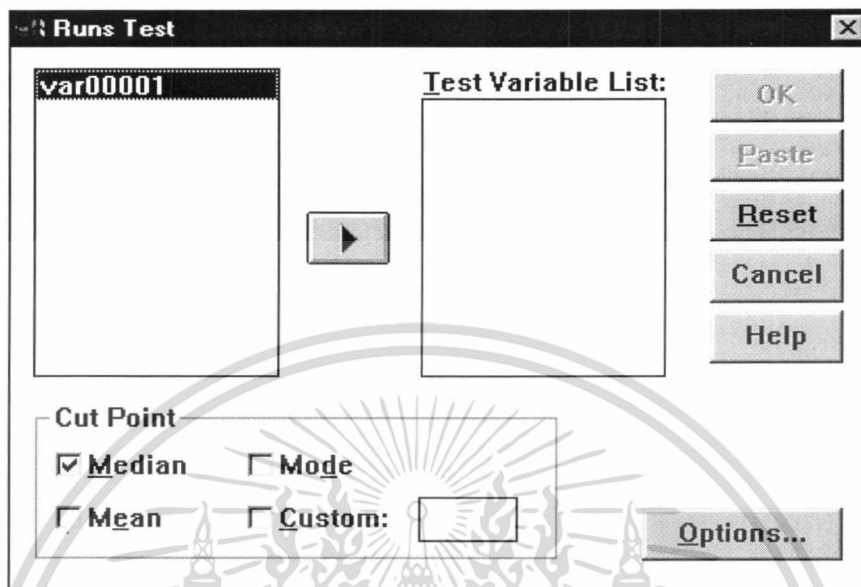 Runs Test
var00001
Test Variable List:
OK
Paste
Reset
Cancel
Help
Cut Point
Median
Mode
Mean
Custom:
Options...